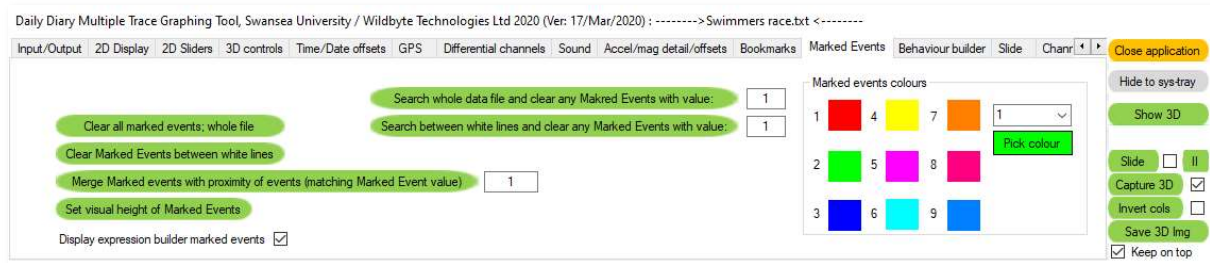 Daily Diary Multiple Trace Graphing Tool, Swansea University / Wildbyte Technologies Ltd 2020 (Ver: 17/Mar/2020) : -------->Swimmers race.txt <--------
Input/Output 2D Display 2D Sliders 3D controls Time/Date offsets GPS Differential channels Sound Accel/mag detail/offsets Bookmarks Marked Events Behaviour builder Slide Chann
Close application
Hide to sys-tray
Show 3D
Slide II
Capture 3D
Invert cols
Save 3D Img
Keep on top
Search whole data file and clear any Makred Events with value: 1
Clear all marked events; whole file
Search between white lines and clear any Marked Events with value: 1
Clear Marked Events between white lines
Merge Marked events with proximity of events (matching Marked Event value) 1
Set visual height of Marked Events
Display expression builder marked events
Marked events colours
1 4 7 1
Pick colour
2 5 8
3 6 9